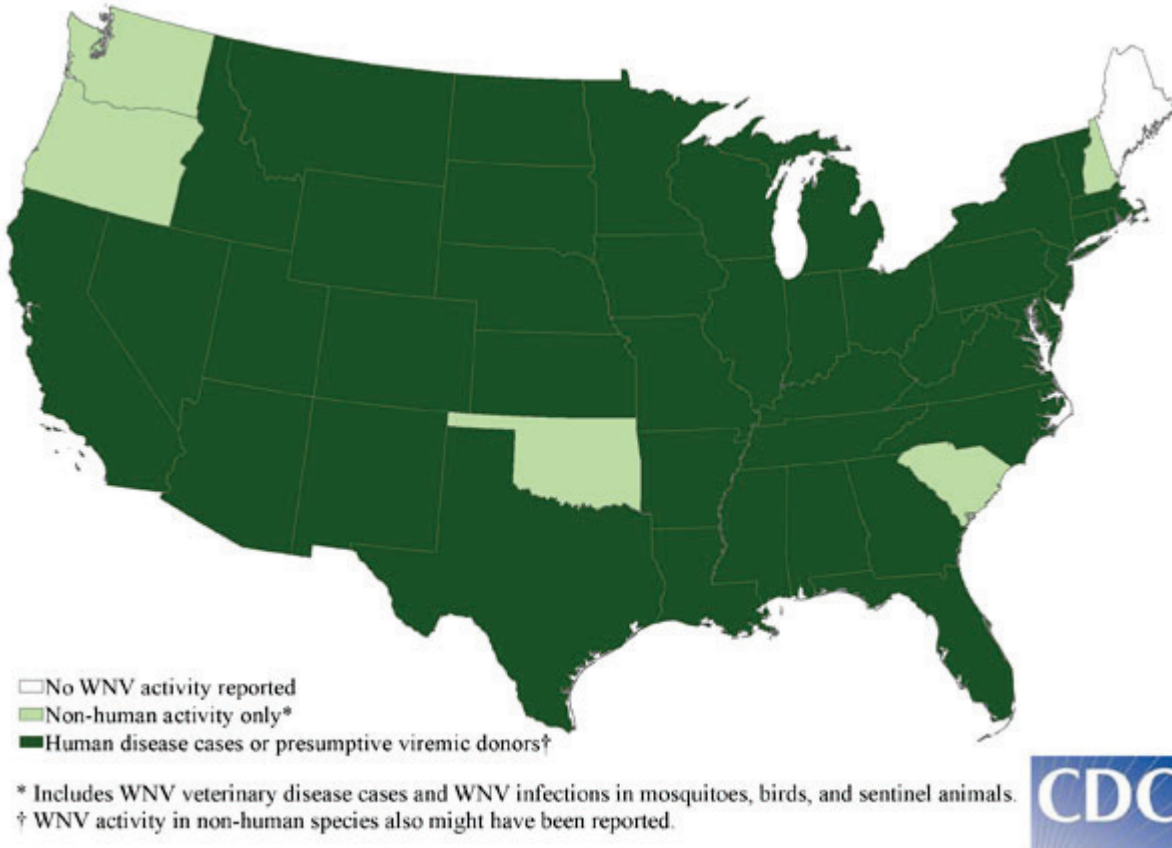 No WNV activity reported
Non-human activity only*
Human disease cases or presumptive viremic donors†
* Includes WNV veterinary disease cases and WNV infections in mosquitoes, birds, and sentinel animals.
† WNV activity in non-human species also might have been reported.
CDC